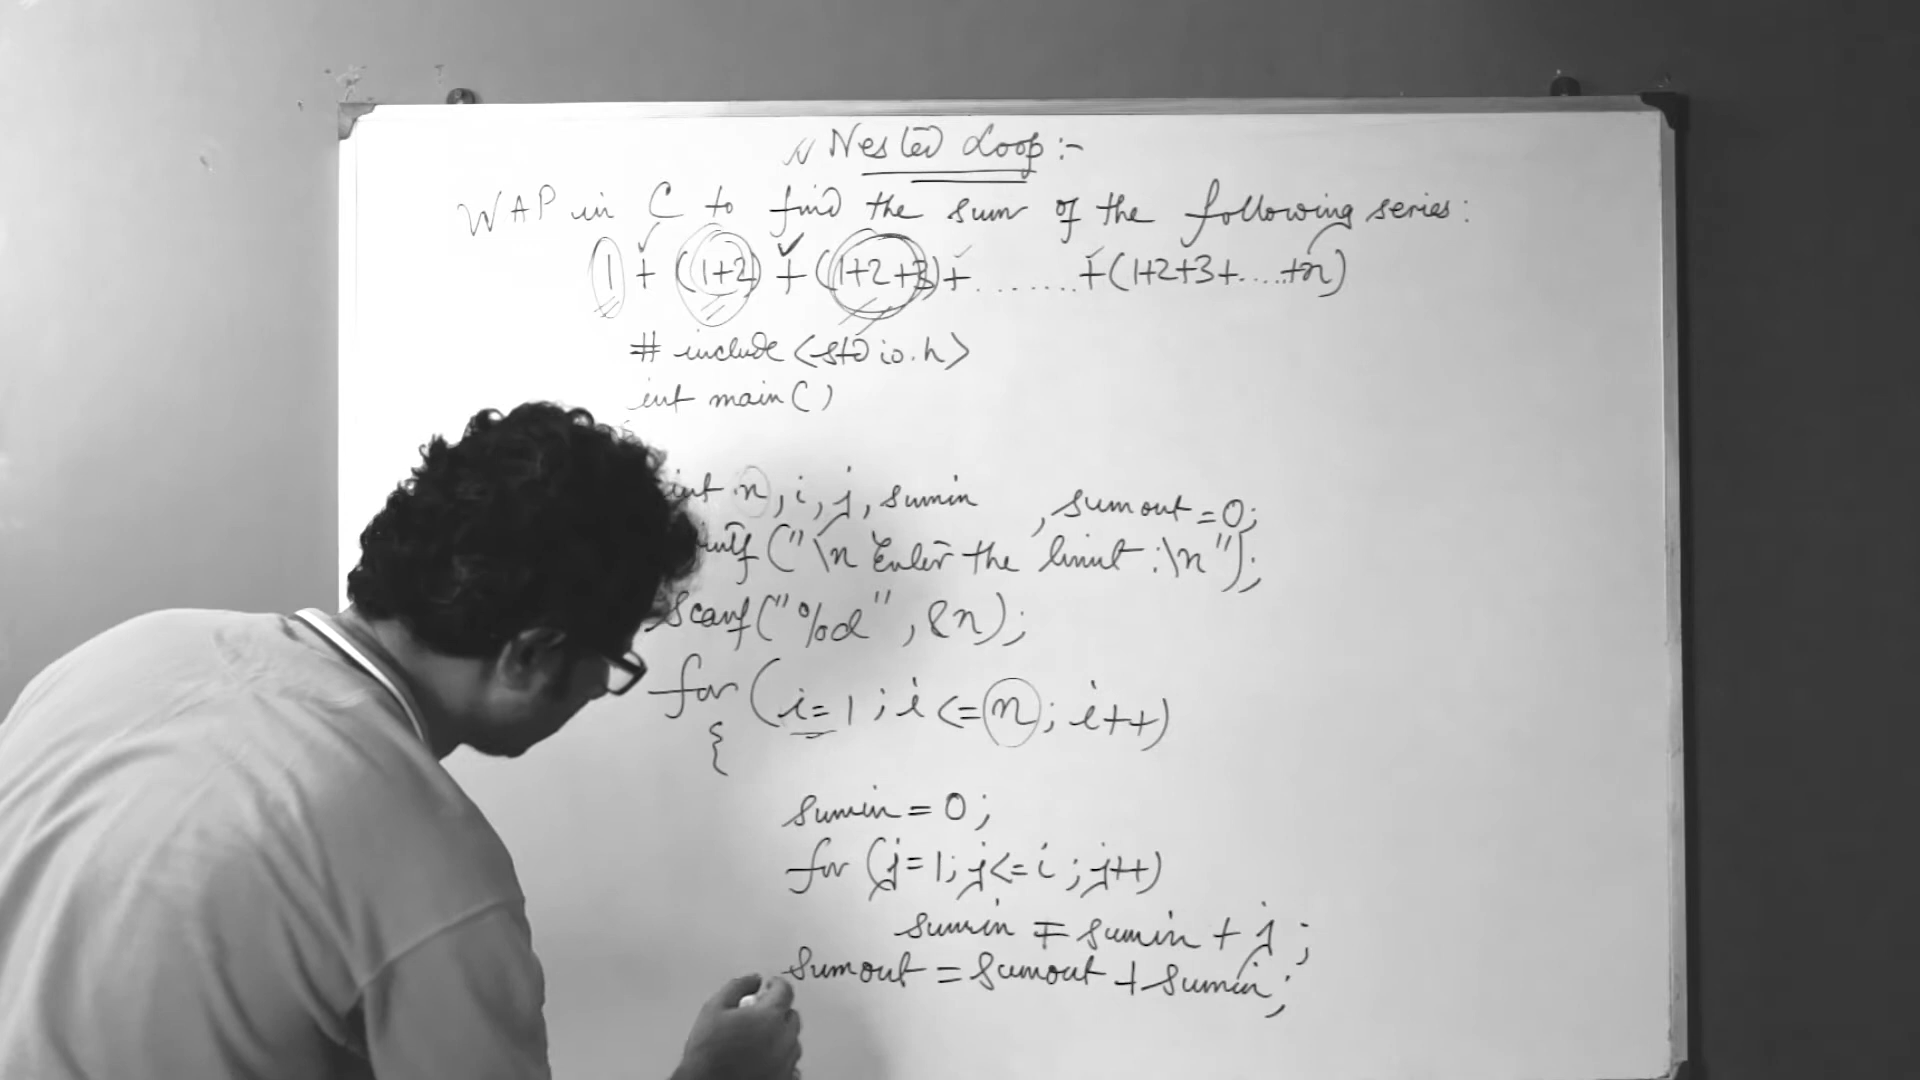 Nested Loop:-
WAP in C to find the sum of the following series:
1 + (1+2) + (1+2+3)+ ........ +(1+2+3+....+n)
# include <stdio.h>
int main()
int n, i, j, sumin , sumout = 0;
("\n Enter the limit :\n");
scanf("%d", &n);
for (i=1; i<=n; i++)
{
sumin = 0;
for (j=1; j<=i; j++)
sumin = sumin + j;
sumout = sumout + sumin;